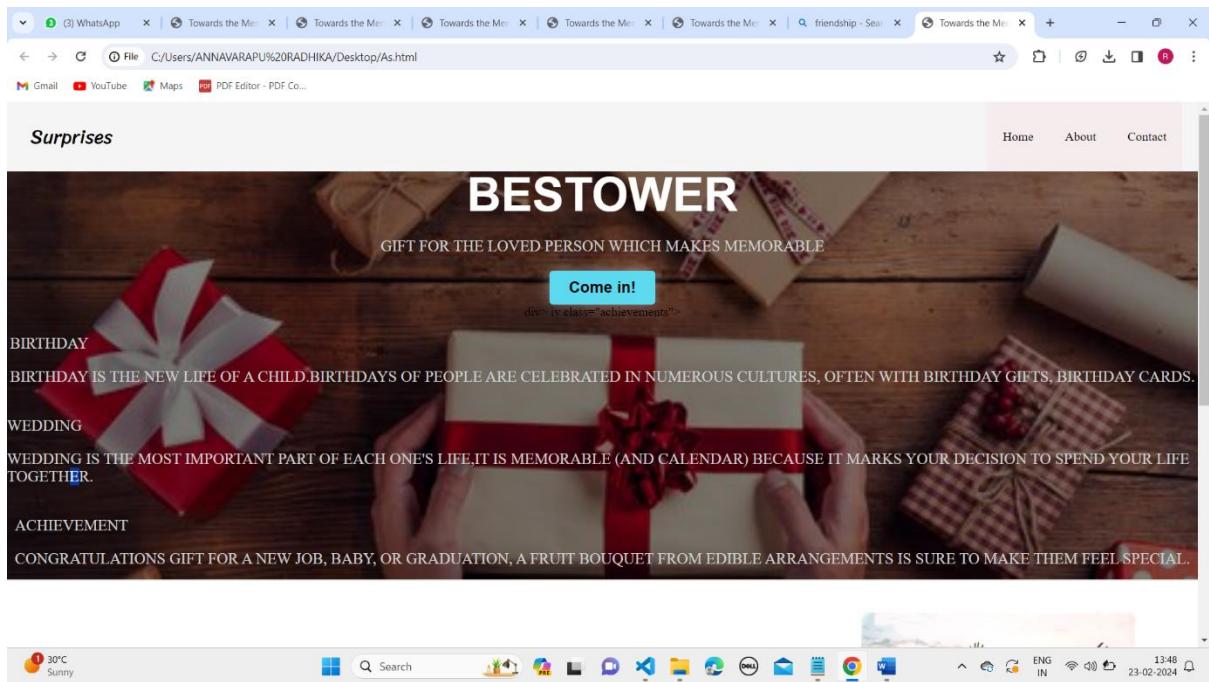 (3) WhatsApp
Towards the Me
Towards the Me
Towards the Me
Towards the Me
Towards the Me
friendship - Sea
Towards the Me
File C:/Users/ANNAVARAPU%20RADHIKA/Desktop/As.html
R
Gmail YouTube Maps PDF Editor - PDF Co...
Surprises
Home About Contact
BESTOWER
GIFT FOR THE LOVED PERSON WHICH MAKES MEMORABLE
Come in!
div> iv class="achievements">
BIRTHDAY
BIRTHDAY IS THE NEW LIFE OF A CHILD.BIRTHDAYS OF PEOPLE ARE CELEBRATED IN NUMEROUS CULTURES, OFTEN WITH BIRTHDAY GIFTS, BIRTHDAY CARDS.
WEDDING
WEDDING IS THE MOST IMPORTANT PART OF EACH ONE'S LIFE,IT IS MEMORABLE (AND CALENDAR) BECAUSE IT MARKS YOUR DECISION TO SPEND YOUR LIFE
TOGETHER.
ACHIEVEMENT
CONGRATULATIONS GIFT FOR A NEW JOB, BABY, OR GRADUATION, A FRUIT BOUQUET FROM EDIBLE ARRANGEMENTS IS SURE TO MAKE THEM FEEL SPECIAL.
1
30°C
Sunny
Search
PRE
DELL
ENG
IN
13:48
23-02-2024